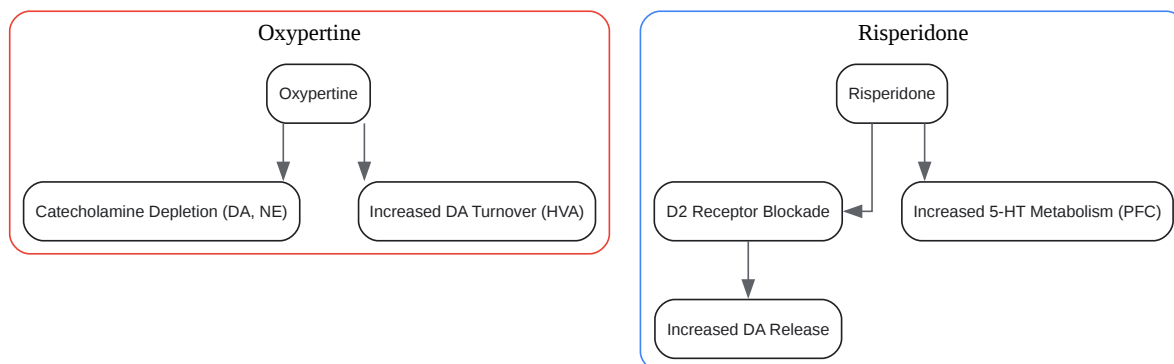 Oxypertine
Oxypertine
Catecholamine Depletion (DA, NE)
Increased DA Turnover (HVA)
Risperidone
Risperidone
D2 Receptor Blockade
Increased 5-HT Metabolism (PFC)
Increased DA Release